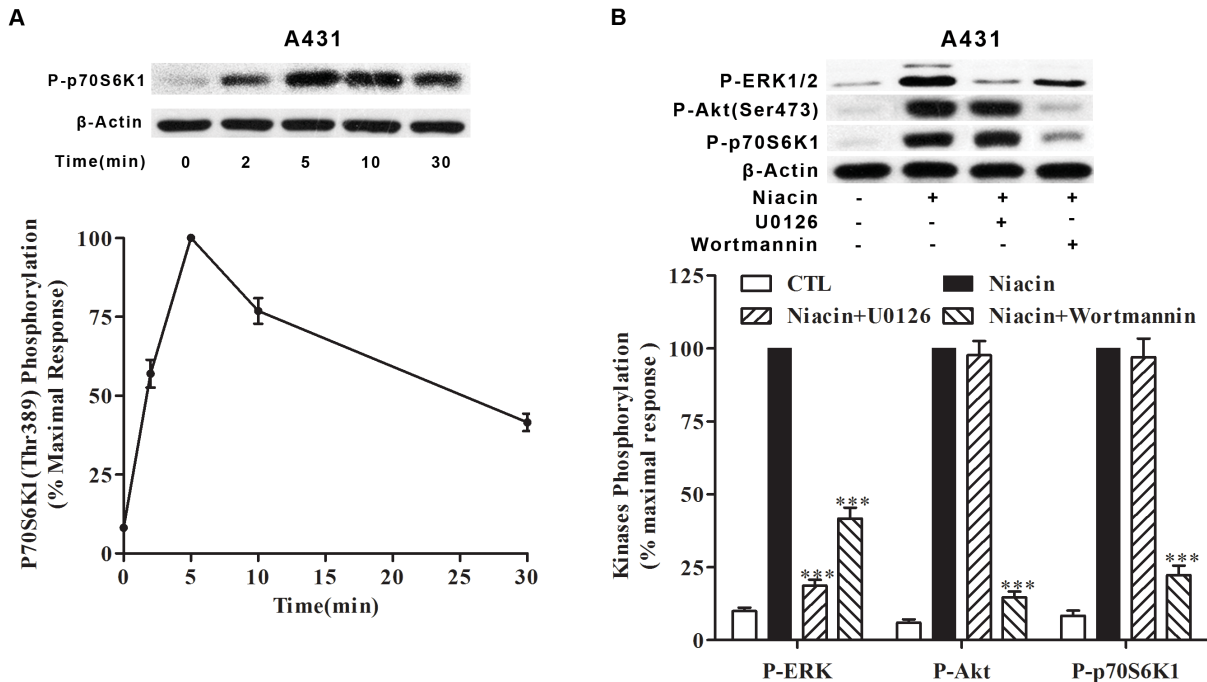 A
A431
P-p70S6K1
β-Actin
Time(min) 0 2 5 10 30
P70S6K1(Thr389) Phosphorylation
(% Maximal Response)
100
75
50
25
0
0 5 10 15 20 25 30
Time(min)
B
A431
P-ERK1/2
P-Akt(Ser473)
P-p70S6K1
β-Actin
Niacin - + + +
U0126 - - + -
Wortmannin - - - +
Kinases Phosphorylation
(% maximal response )
125
100
75
50
25
0
CTL Niacin
Niacin+U0126 Niacin+Wortmannin
*** *** *** ***
P-ERK P-Akt P-p70S6K1